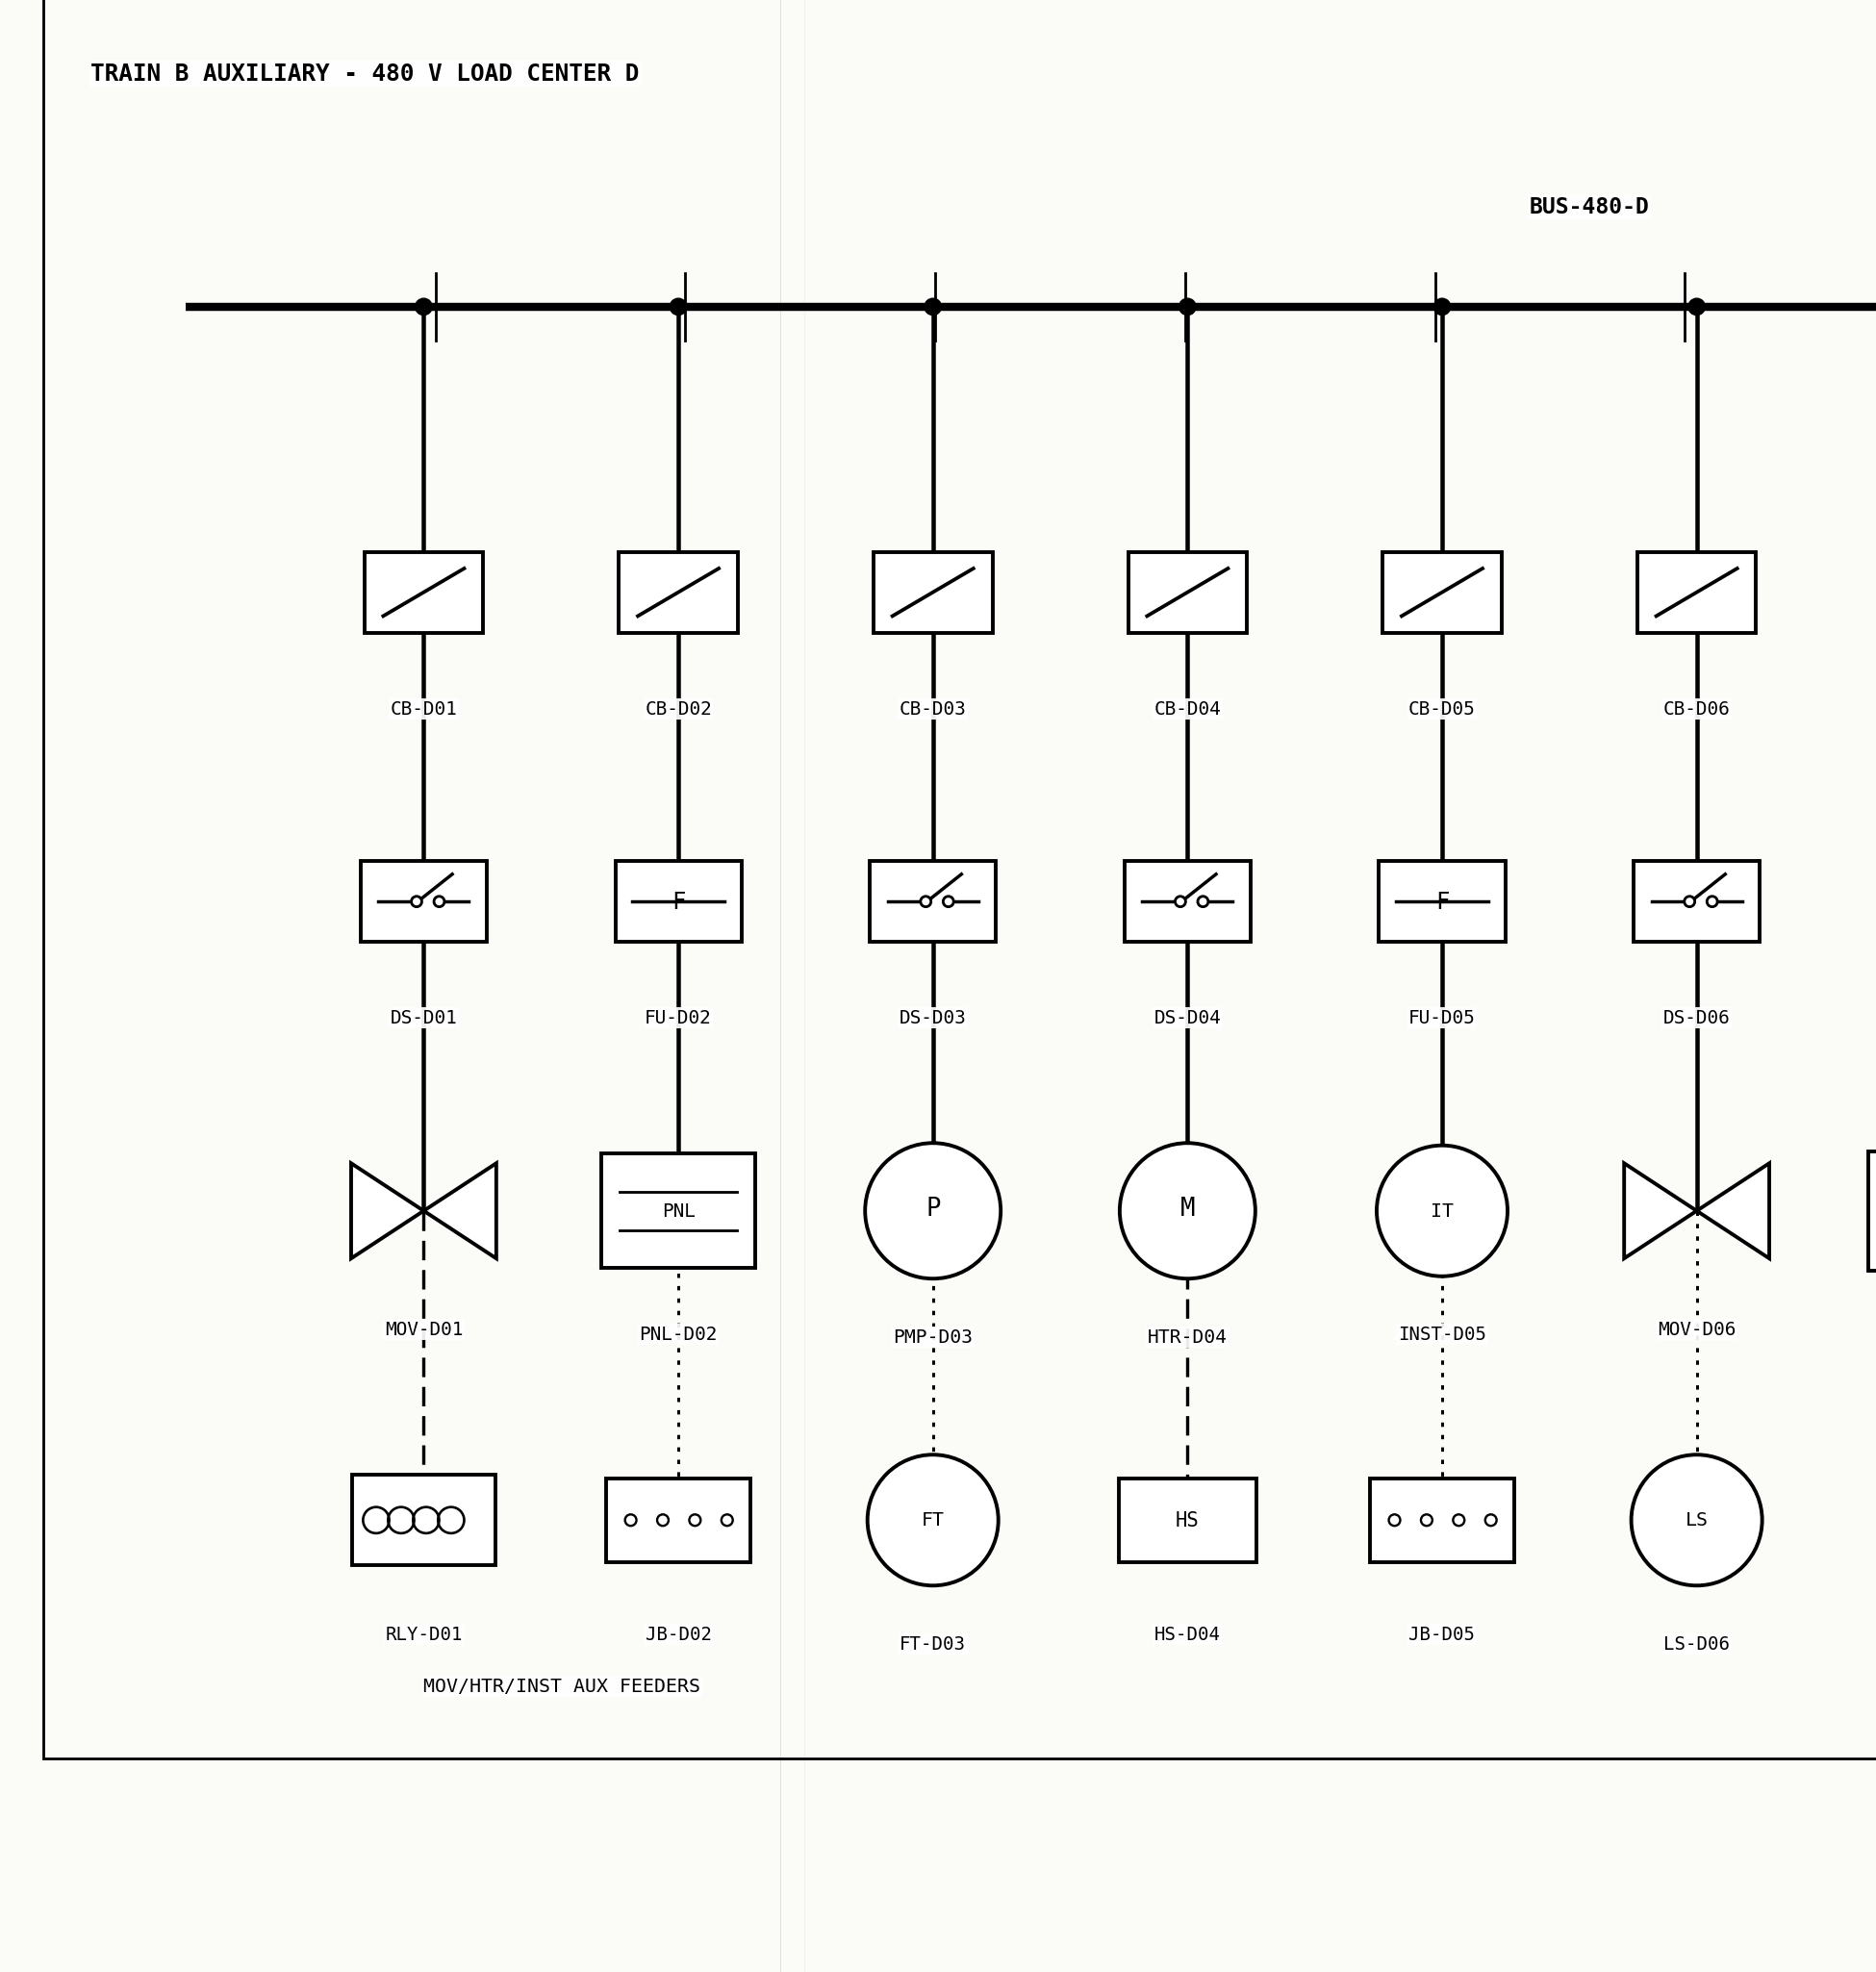 TRAIN B AUXILIARY - 480 V LOAD CENTER D
BUS-480-D
CB-D01 CB-D02 CB-D03 CB-D04 CB-D05 CB-D06
F F
DS-D01 FU-D02 DS-D03 DS-D04 FU-D05 DS-D06
PNL P M IT
MOV-D01 PNL-D02 PMP-D03 HTR-D04 INST-D05 MOV-D06
FT HS LS
RLY-D01 JB-D02 FT-D03 HS-D04 JB-D05 LS-D06
MOV/HTR/INST AUX FEEDERS